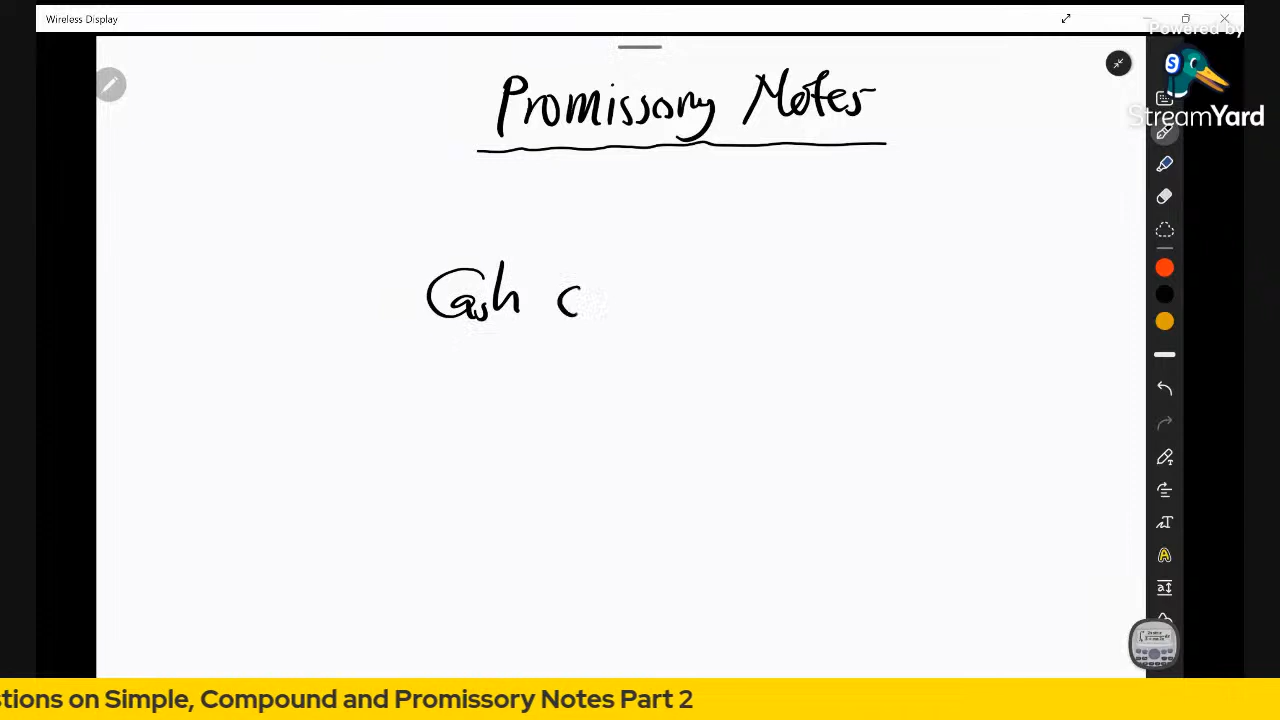 Wireless Display
Powered by
StreamYard
Promissory Notes
Cash c
stions on Simple, Compound and Promissory Notes Part 2